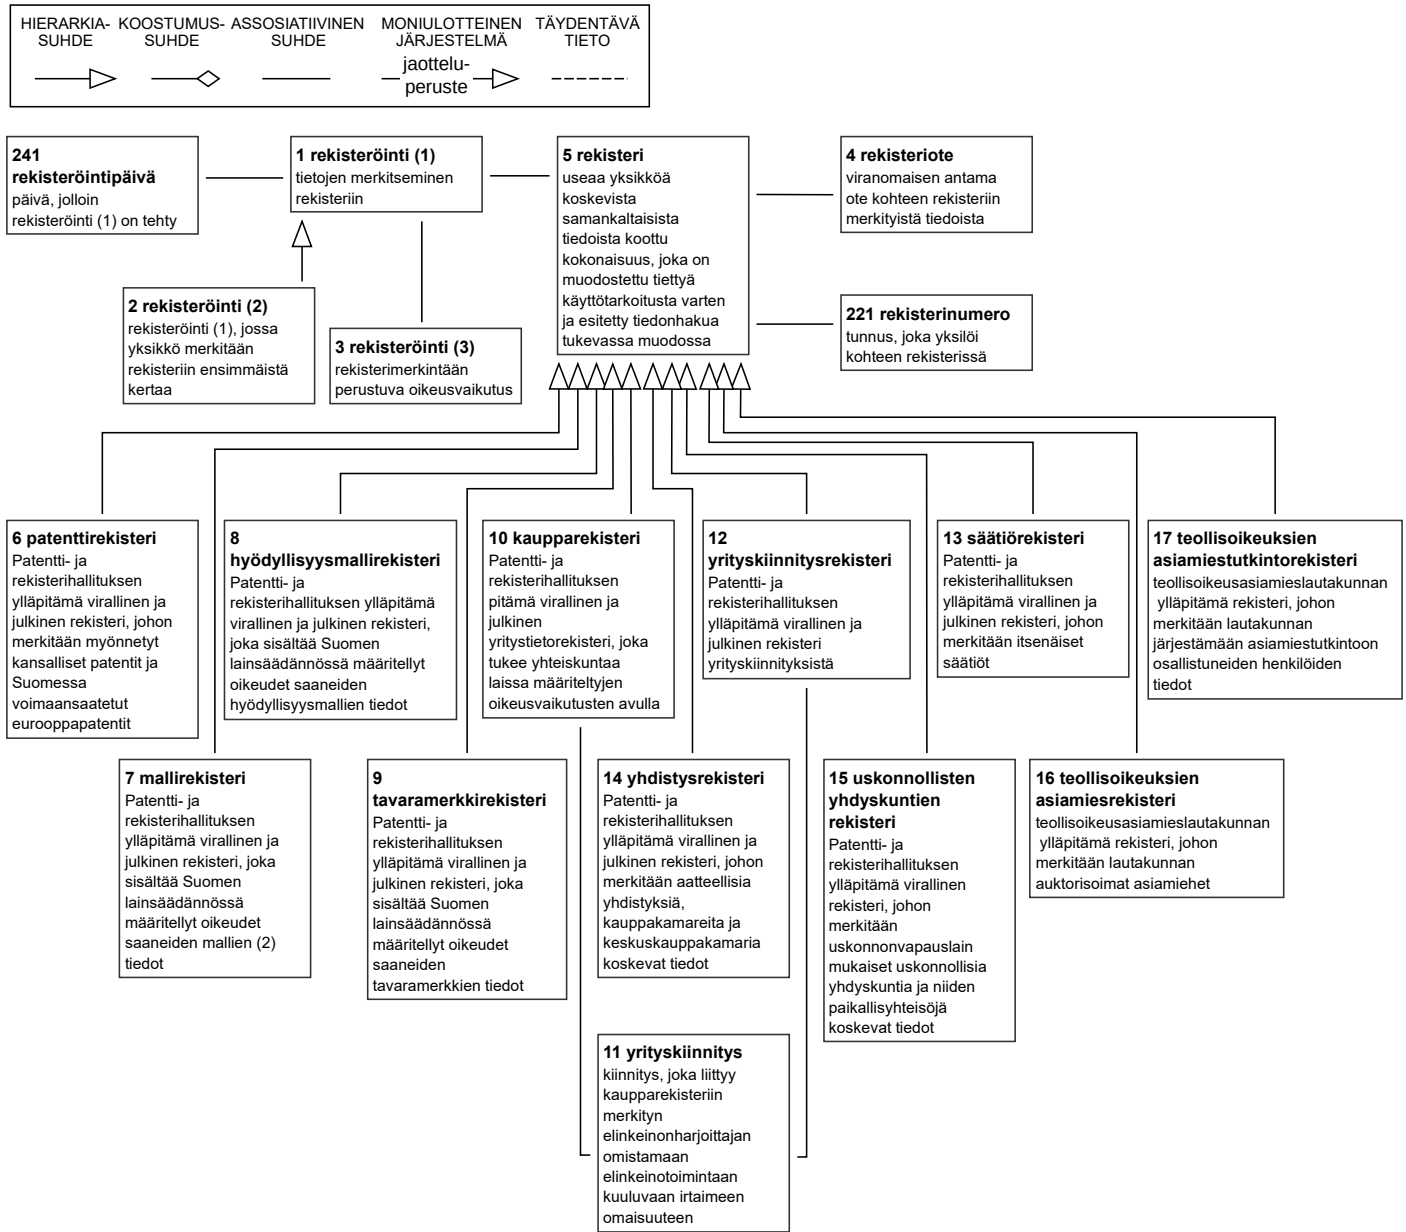 HIERARKIA-
SUHDE
KOOSTUMUS-
SUHDE
ASSOSIATIIVINEN
SUHDE
MONIULOTTEINEN
JÄRJESTELMÄ
TÄYDENTÄVÄ
TIETO
jaottelu-
peruste
241
rekisteröintipäivä
päivä, jolloin
rekisteröinti (1) on tehty
1 rekisteröinti (1)
tietojen merkitseminen
rekisteriin
5 rekisteri
useaa yksikköä
koskevista
samankaltaisista
tiedoista koottu
kokonaisuus, joka on
muodostettu tiettyä
käyttötarkoitusta varten
ja esitetty tiedonhakua
tukevassa muodossa
4 rekisteriote
viranomaisen antama
ote kohteen rekisteriin
merkityistä tiedoista
2 rekisteröinti (2)
rekisteröinti (1), jossa
yksikkö merkitään
rekisteriin ensimmäistä
kertaa
3 rekisteröinti (3)
rekisterimerkintään
perustuva oikeusvaikutus
221 rekisterinumero
tunnus, joka yksilöi
kohteen rekisterissä
6 patenttirekisteri
Patentti- ja
rekisterihallituksen
ylläpitämä virallinen ja
julkinen rekisteri, johon
merkitään myönnetyt
kansalliset patentit ja
Suomessa
voimaansaatetut
eurooppapatentit
8
hyödyllisyysmallirekisteri
Patentti- ja
rekisterihallituksen ylläpitämä
virallinen ja julkinen rekisteri,
joka sisältää Suomen
lainsäädännössä määritellyt
oikeudet saaneiden
hyödyllisyysmallien tiedot
10 kaupparekisteri
Patentti- ja
rekisterihallituksen
pitämä virallinen ja
julkinen
yritystietorekisteri, joka
tukee yhteiskuntaa
laissa määriteltyjen
oikeusvaikutusten avulla
12
yrityskiinnitysrekisteri
Patentti- ja
rekisterihallituksen
ylläpitämä virallinen ja
julkinen rekisteri
yrityskiinnityksistä
13 säätiörekisteri
Patentti- ja
rekisterihallituksen
ylläpitämä virallinen ja
julkinen rekisteri, johon
merkitään itsenäiset
säätiöt
17 teollisoikeuksien
asiamiestutkintorekisteri
teollisoikeusasiamieslautakunnan
ylläpitämä rekisteri, johon
merkitään lautakunnan
järjestämään asiamiestutkintoon
osallistuneiden henkilöiden
tiedot
7 mallirekisteri
Patentti- ja
rekisterihallituksen
ylläpitämä virallinen ja
julkinen rekisteri, joka
sisältää Suomen
lainsäädännössä
määritellyt oikeudet
saaneiden mallien (2)
tiedot
9
tavaramerkkirekisteri
Patentti- ja
rekisterihallituksen
ylläpitämä virallinen ja
julkinen rekisteri, joka
sisältää Suomen
lainsäädännössä
määritellyt oikeudet
saaneiden
tavaramerkkien tiedot
14 yhdistysrekisteri
Patentti- ja
rekisterihallituksen
ylläpitämä virallinen ja
julkinen rekisteri, johon
merkitään aatteellisia
yhdistyksiä,
kauppakamareita ja
keskuskauppakamaria
koskevat tiedot
15 uskonnollisten
yhdyskuntien
rekisteri
Patentti- ja
rekisterihallituksen
ylläpitämä virallinen
rekisteri, johon
merkitään
uskonnonvapauslain
mukaiset uskonnollisia
yhdyskuntia ja niiden
paikallisyhteisöjä
koskevat tiedot
16 teollisoikeuksien
asiamiesrekisteri
teollisoikeusasiamieslautakunnan
ylläpitämä rekisteri, johon
merkitään lautakunnan
auktorisoimat asiamiehet
11 yrityskiinnitys
kiinnitys, joka liittyy
kaupparekisteriin
merkityn
elinkeinonharjoittajan
omistamaan
elinkeinotoimintaan
kuuluvaan irtaimeen
omaisuuteen